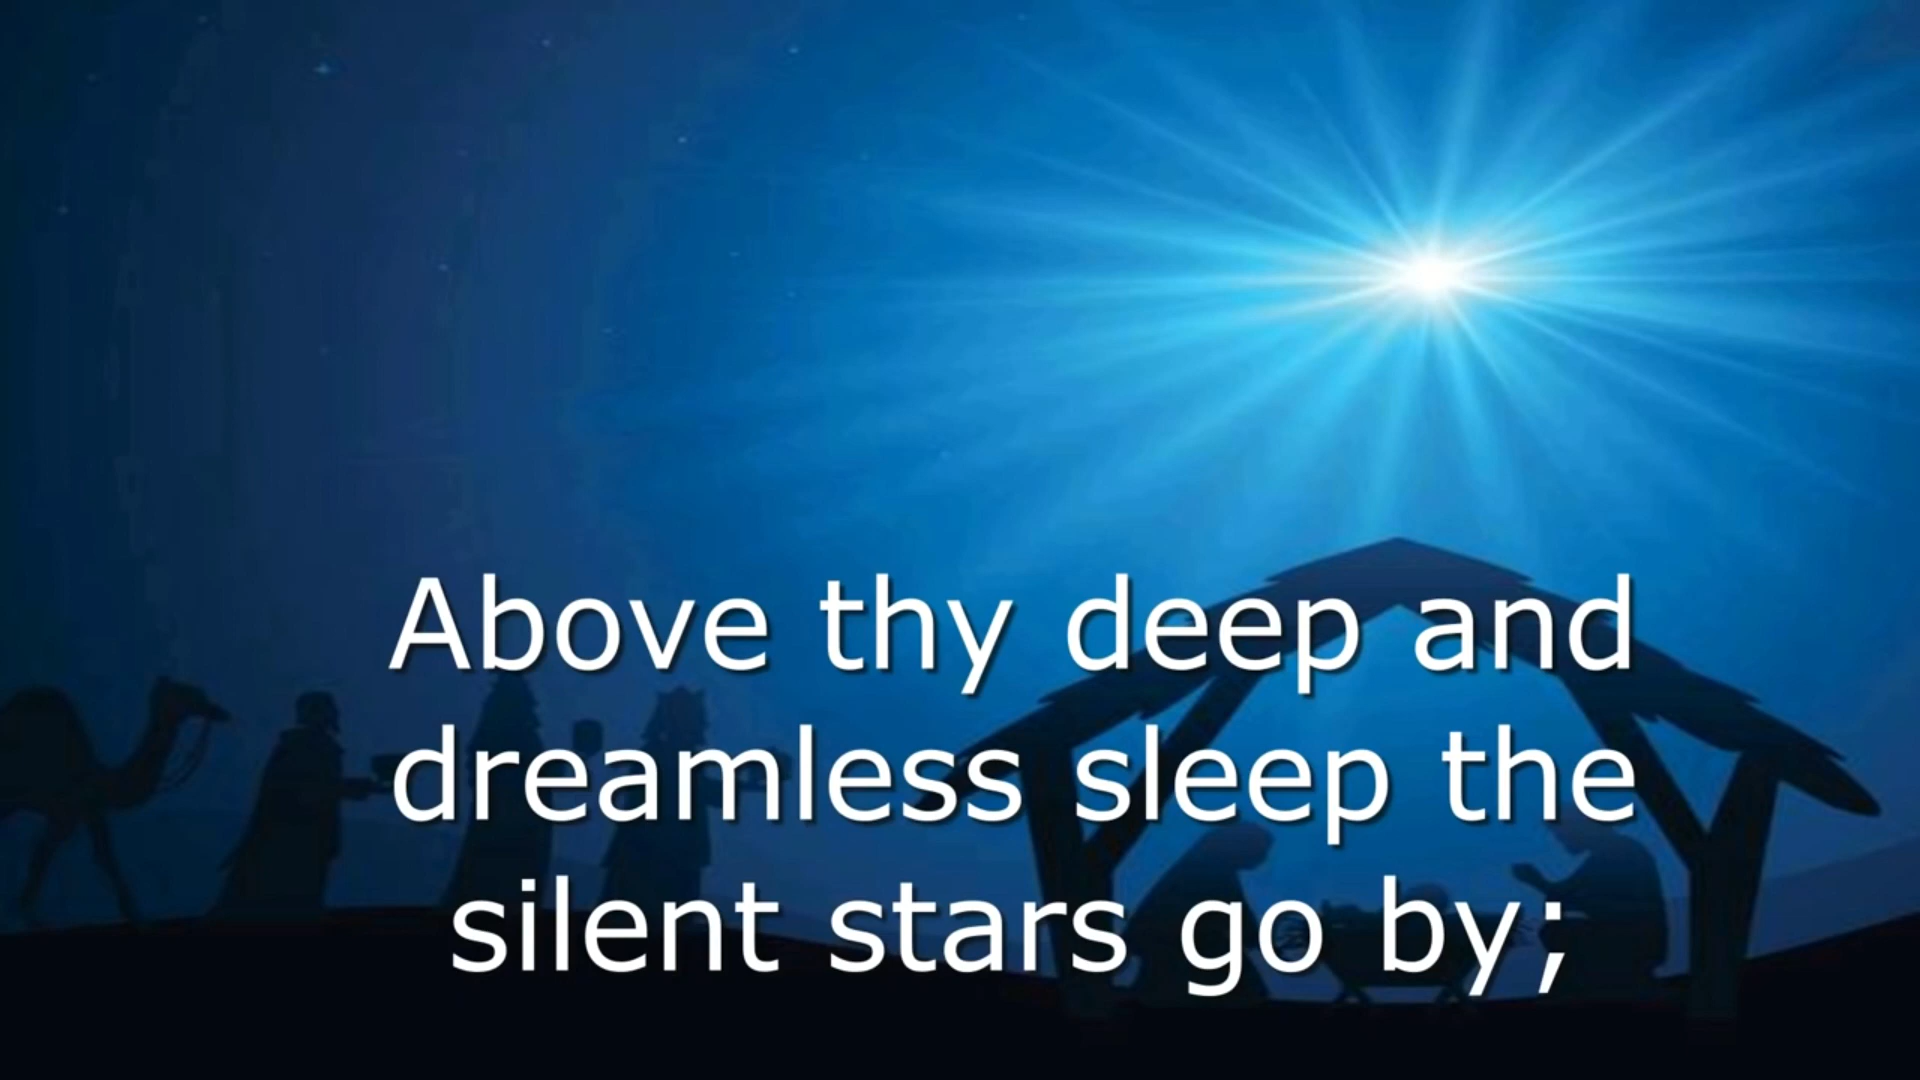 Above thy deep and
dreamless sleep the
silent stars go by;